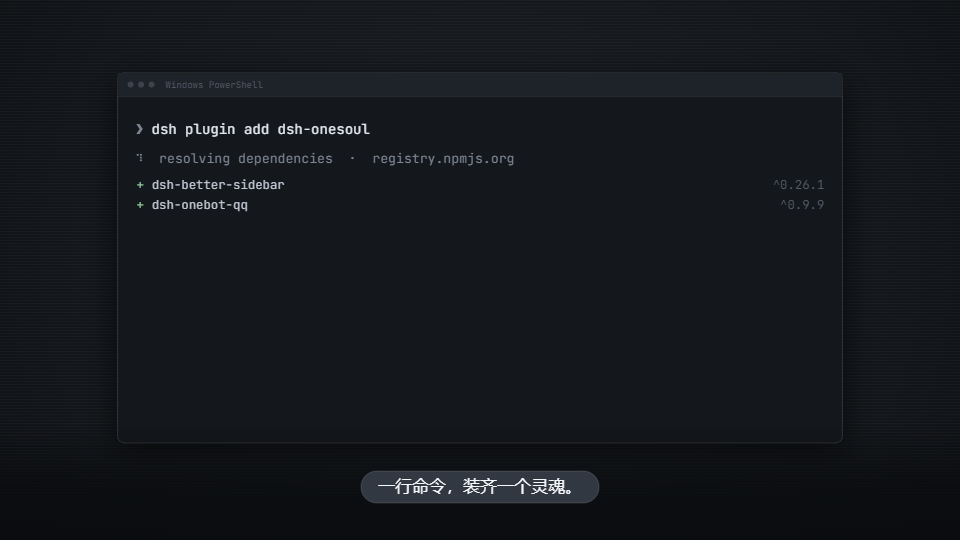 Windows PowerShell
❯ dsh plugin add dsh-onesoul
resolving dependencies · registry.npmjs.org
+ dsh-better-sidebar ^0.26.1
+ dsh-onebot-qq ^0.9.9
一行命令，装齐一个灵魂。